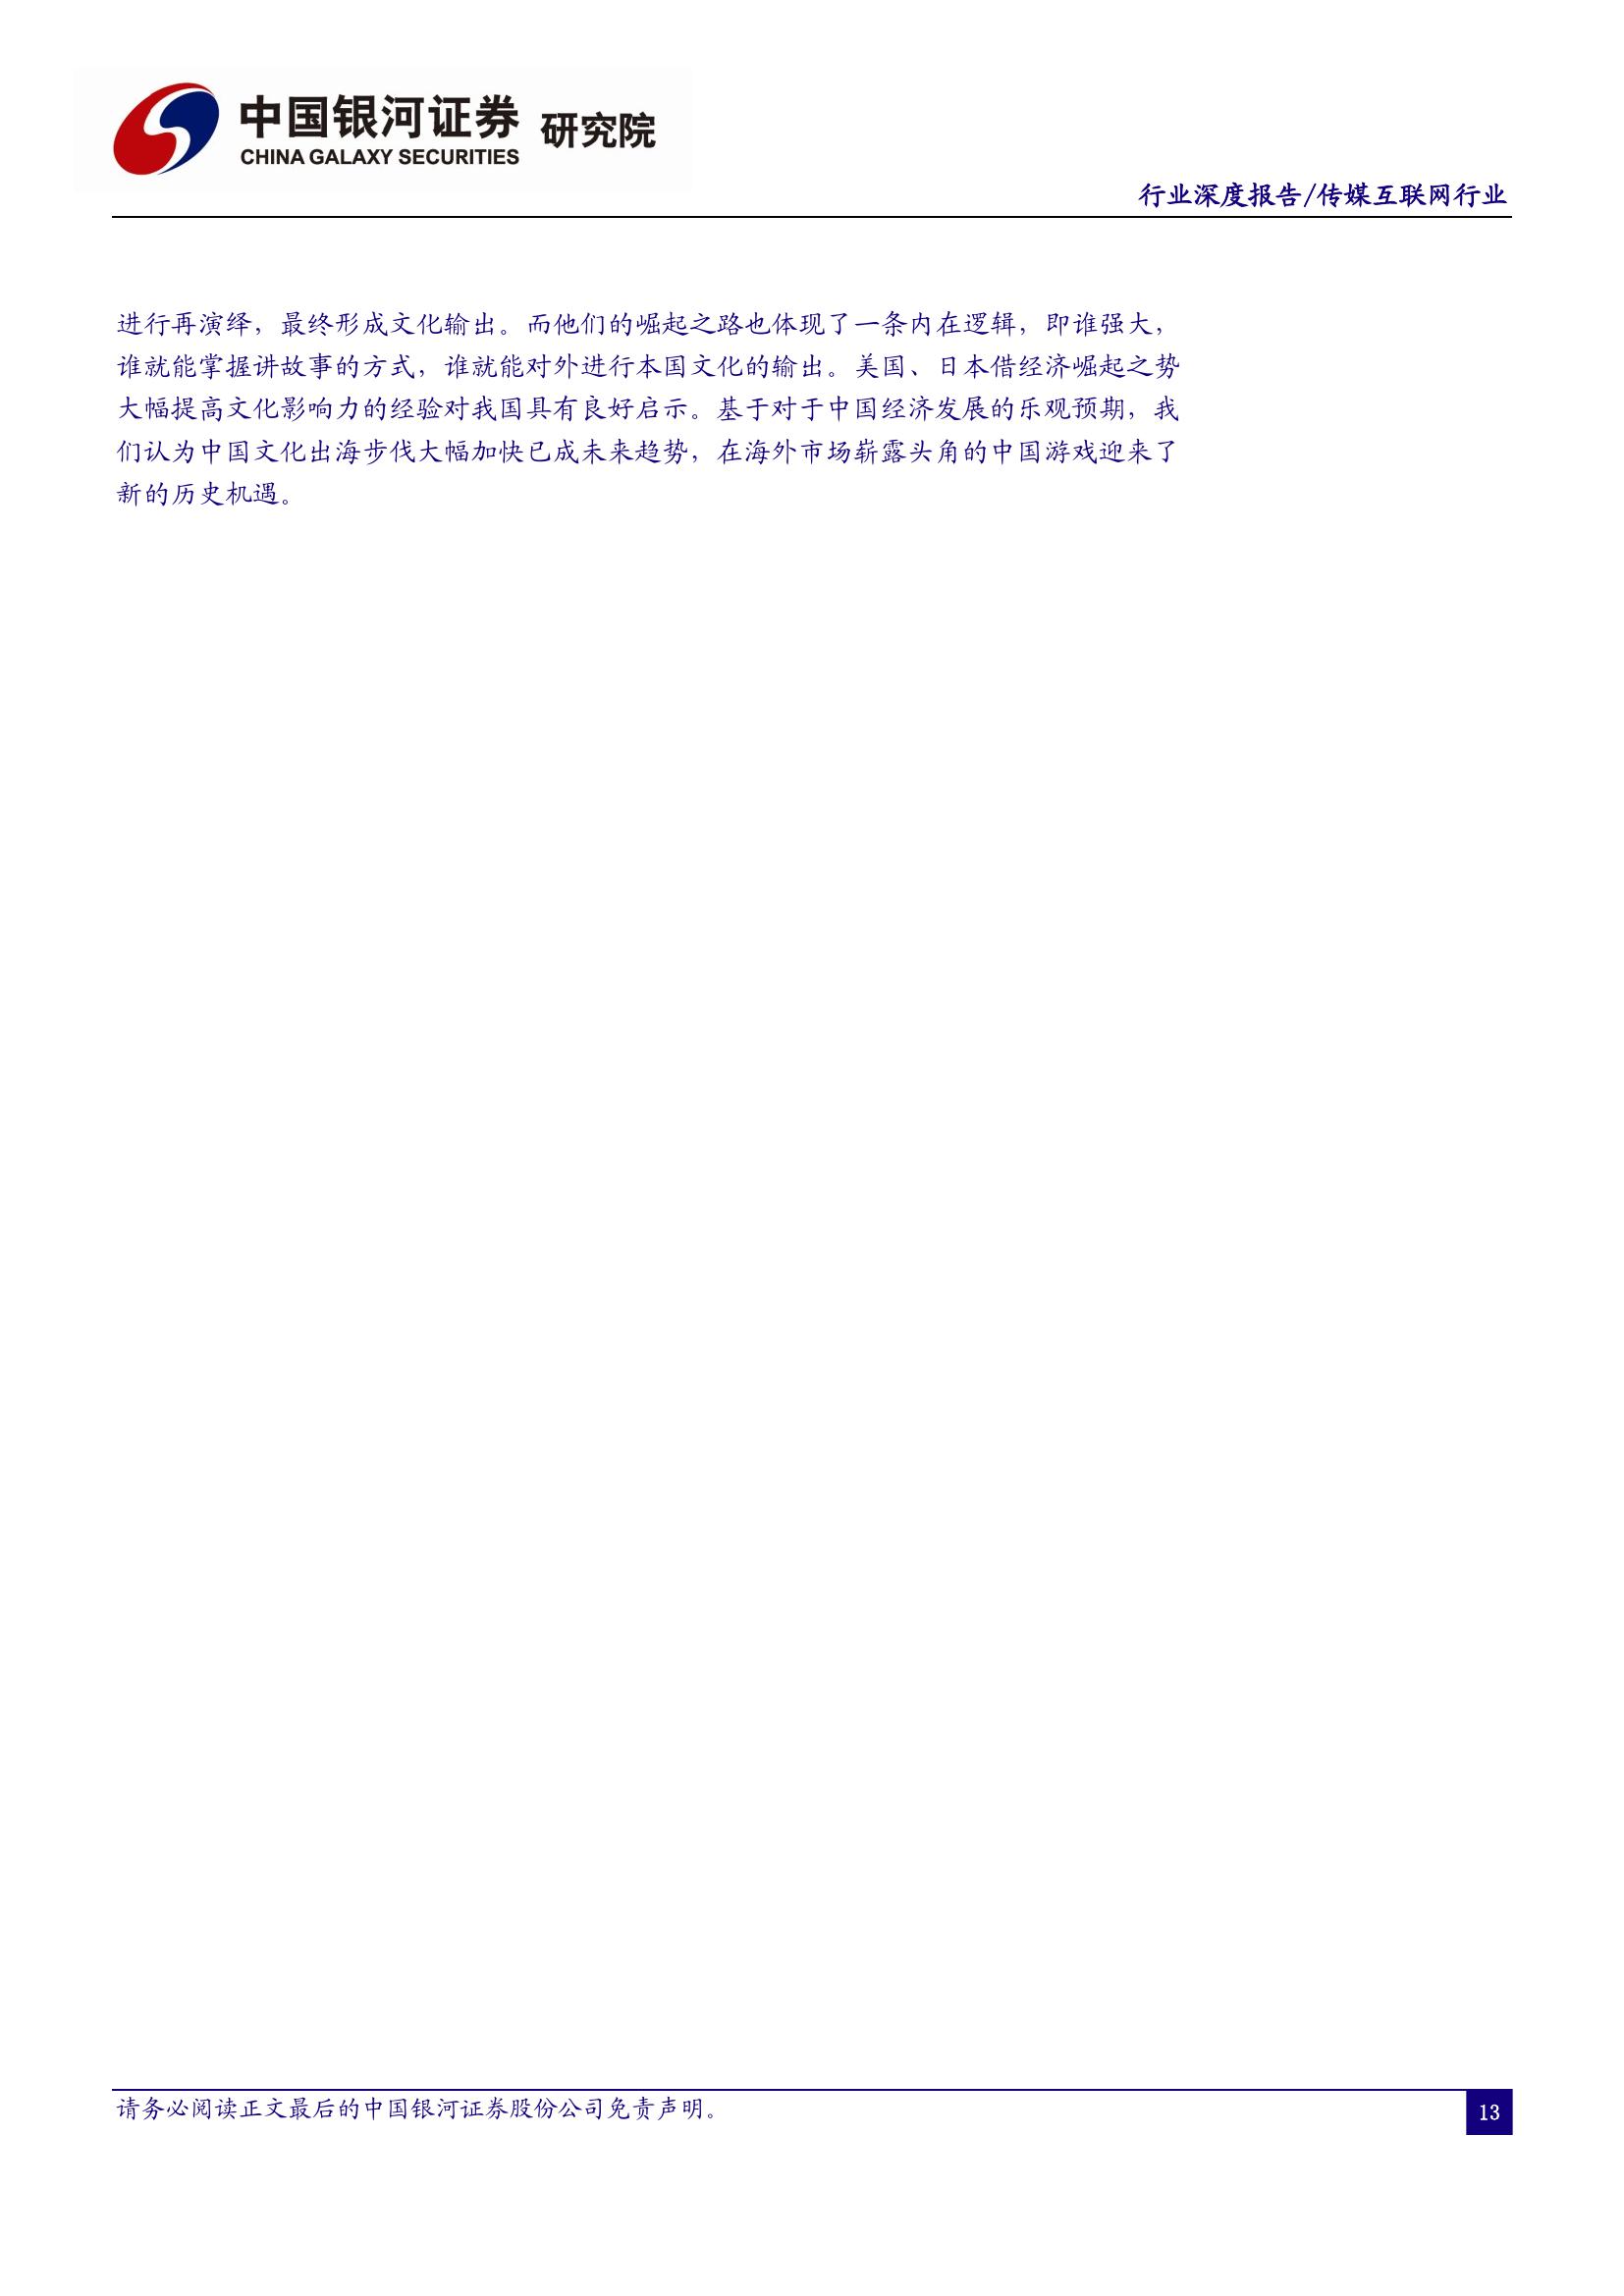 中国银河证券 研究院
CHINA GALAXY SECURITIES
行业深度报告/传媒互联网行业
进行再演绎，最终形成文化输出。而他们的崛起之路也体现了一条内在逻辑，即谁强大，
谁就能掌握讲故事的方式，谁就能对外进行本国文化的输出。美国、日本借经济崛起之势
大幅提高文化影响力的经验对我国具有良好启示。基于对于中国经济发展的乐观预期，我
们认为中国文化出海步伐大幅加快已成未来趋势，在海外市场崭露头角的中国游戏迎来了
新的历史机遇。
请务必阅读正文最后的中国银河证券股份公司免责声明。
13